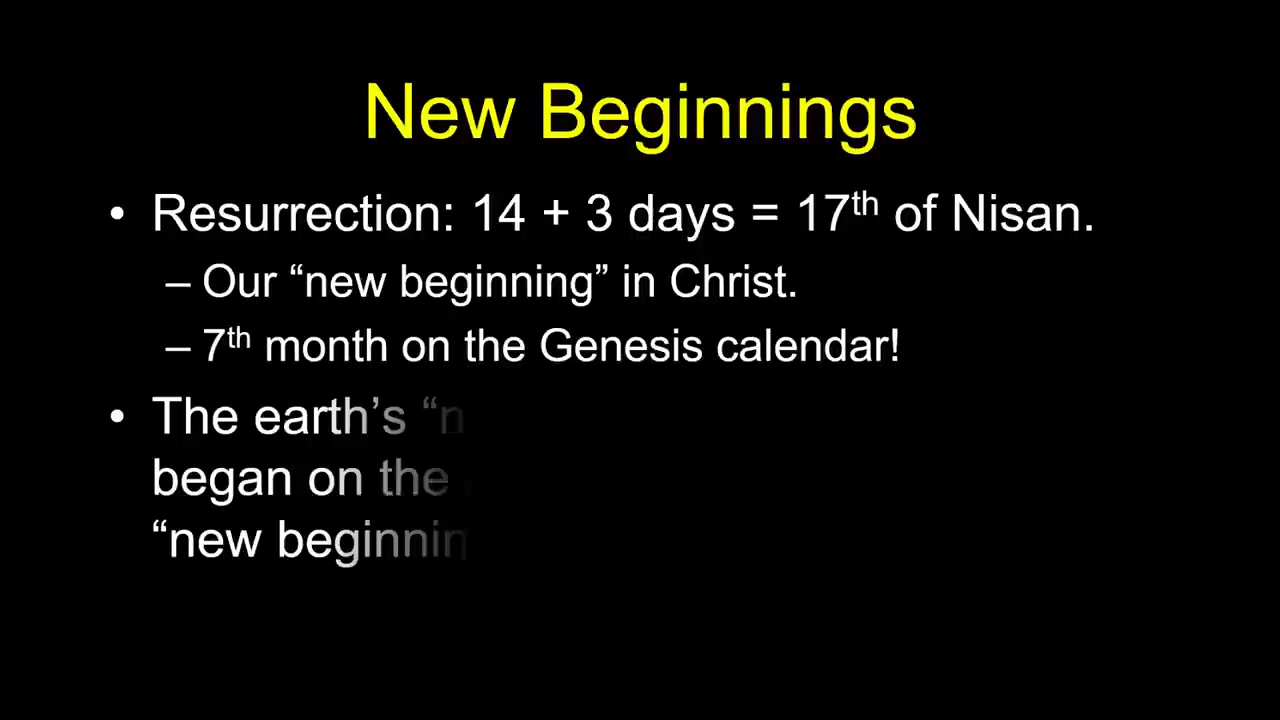 New Beginnings
• Resurrection: 14 + 3 days = 17th of Nisan.
– Our “new beginning” in Christ.
– 7th month on the Genesis calendar!
• The earth’s
began on the
“new